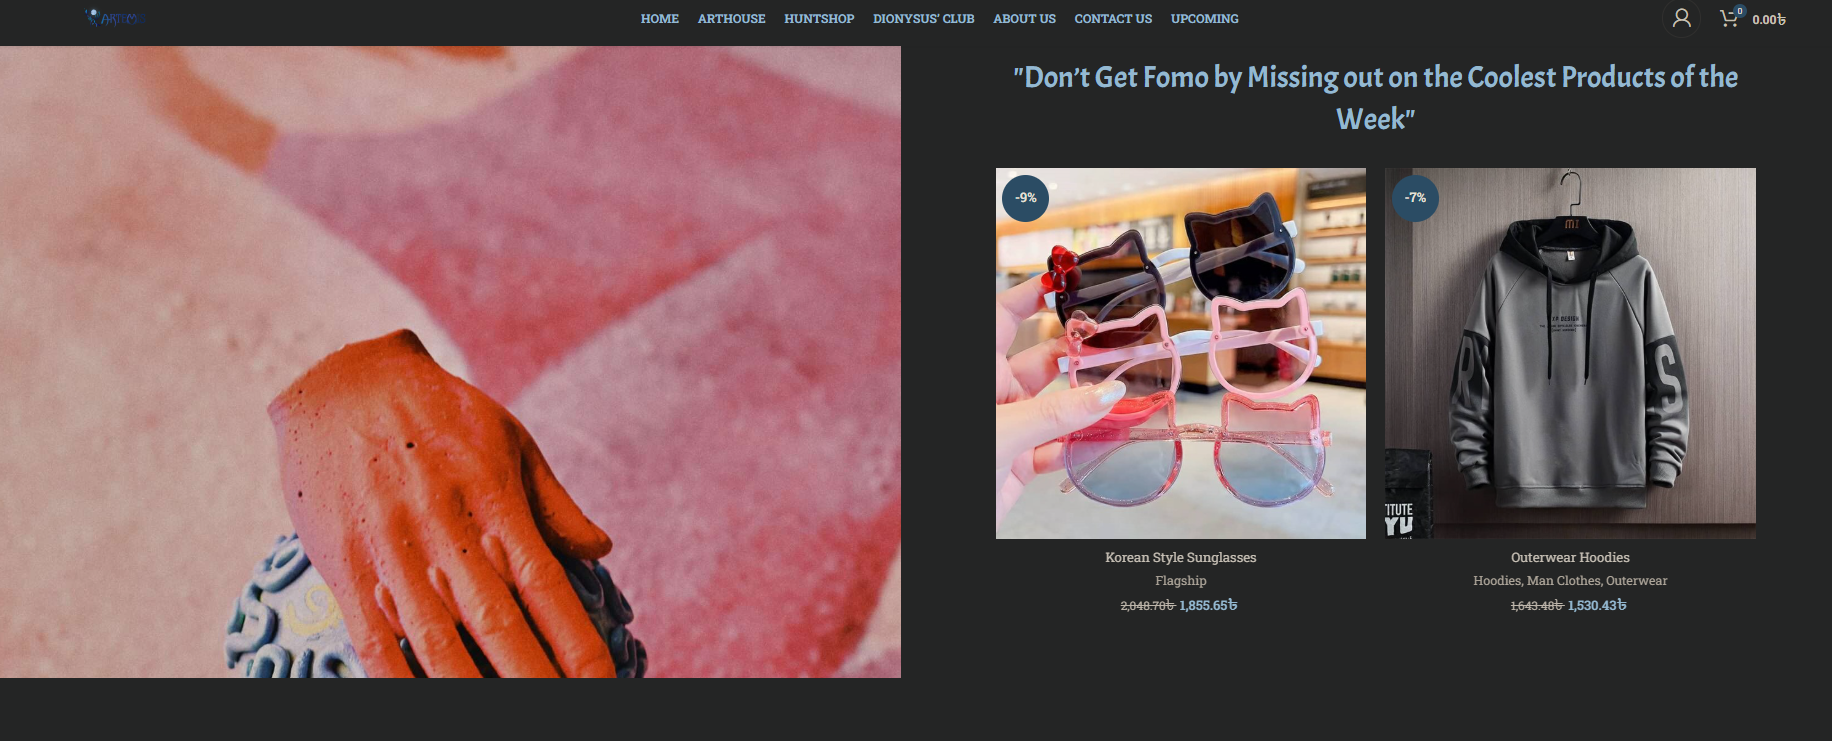 ARTEMIS
HOME ARTHOUSE HUNTSHOP DIONYSUS' CLUB ABOUT US CONTACT US UPCOMING
0
0.00৳
"Don't Get Fomo by Missing out on the Coolest Products of the
Week"
-9%
-7%
R
S
Korean Style Sunglasses
Outerwear Hoodies
Flagship
Hoodies, Man Clothes, Outerwear
2,048.70৳ 1,855.65৳
1,643.48৳ 1,530.43৳